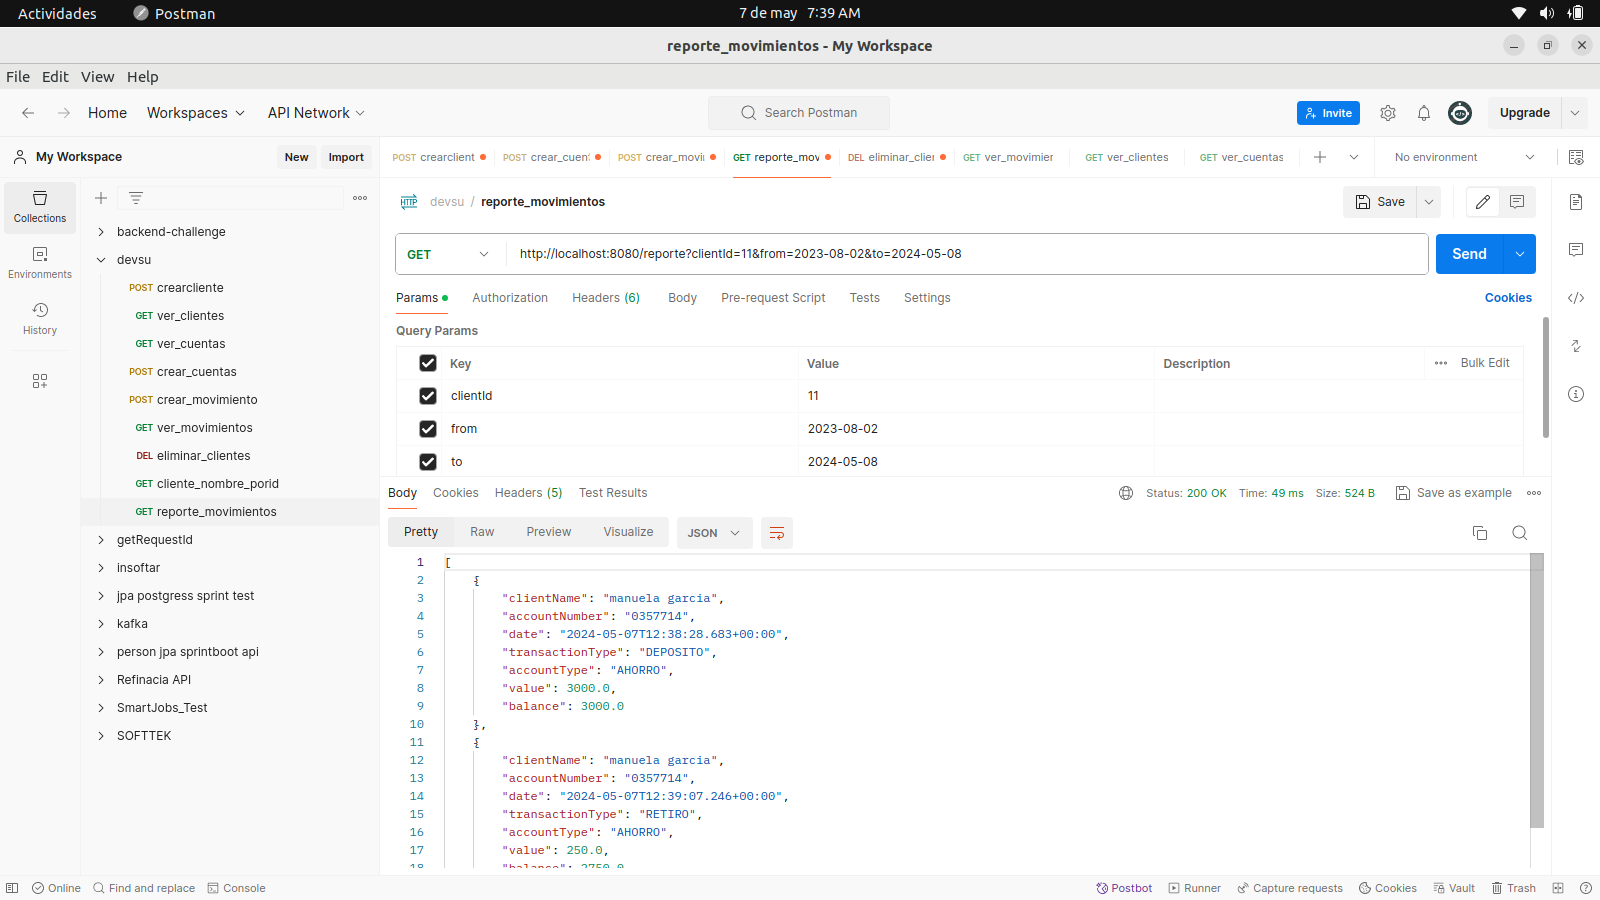 Actividades Postman 7 de may 7:39 AM
reporte_movimientos - My Workspace
File Edit View Help
Home Workspaces API Network Search Postman Invite Upgrade
My Workspace New Import
POST crearclient POST crear_cuent POST crear_movin GET reporte_mov DEL eliminar_clier GET ver_movimier GET ver_clientes GET ver_cuentas No environment
Collections
Environments
History
backend-challenge
devsu
POST crearcliente
GET ver_clientes
GET ver_cuentas
POST crear_cuentas
POST crear_movimiento
GET ver_movimientos
DEL eliminar_clientes
GET cliente_nombre_porid
GET reporte_movimientos
getRequestId
insoftar
jpa postgress sprint test
kafka
person jpa sprintboot api
Refinacia API
SmartJobs_Test
SOFTTEK
HTTP devsu / reporte_movimientos Save
GET http://localhost:8080/reporte?clientId=11&from=2023-08-02&to=2024-05-08 Send
Params Authorization Headers (6) Body Pre-request Script Tests Settings Cookies
Query Params
Key Value Description Bulk Edit
clientId 11
from 2023-08-02
to 2024-05-08
Body Cookies Headers (5) Test Results Status: 200 OK Time: 49 ms Size: 524 B Save as example
Pretty Raw Preview Visualize JSON
1 [
2 {
3 "clientName": "manuela garcia",
4 "accountNumber": "0357714",
5 "date": "2024-05-07T12:38:28.683+00:00",
6 "transactionType": "DEPOSITO",
7 "accountType": "AHORRO",
8 "value": 3000.0,
9 "balance": 3000.0
10 },
11 {
12 "clientName": "manuela garcia",
13 "accountNumber": "0357714",
14 "date": "2024-05-07T12:39:07.246+00:00",
15 "transactionType": "RETIRO",
16 "accountType": "AHORRO",
17 "value": 250.0,
18 "balance": 2750.0
Online Find and replace Console Postbot Runner Capture requests Cookies Vault Trash